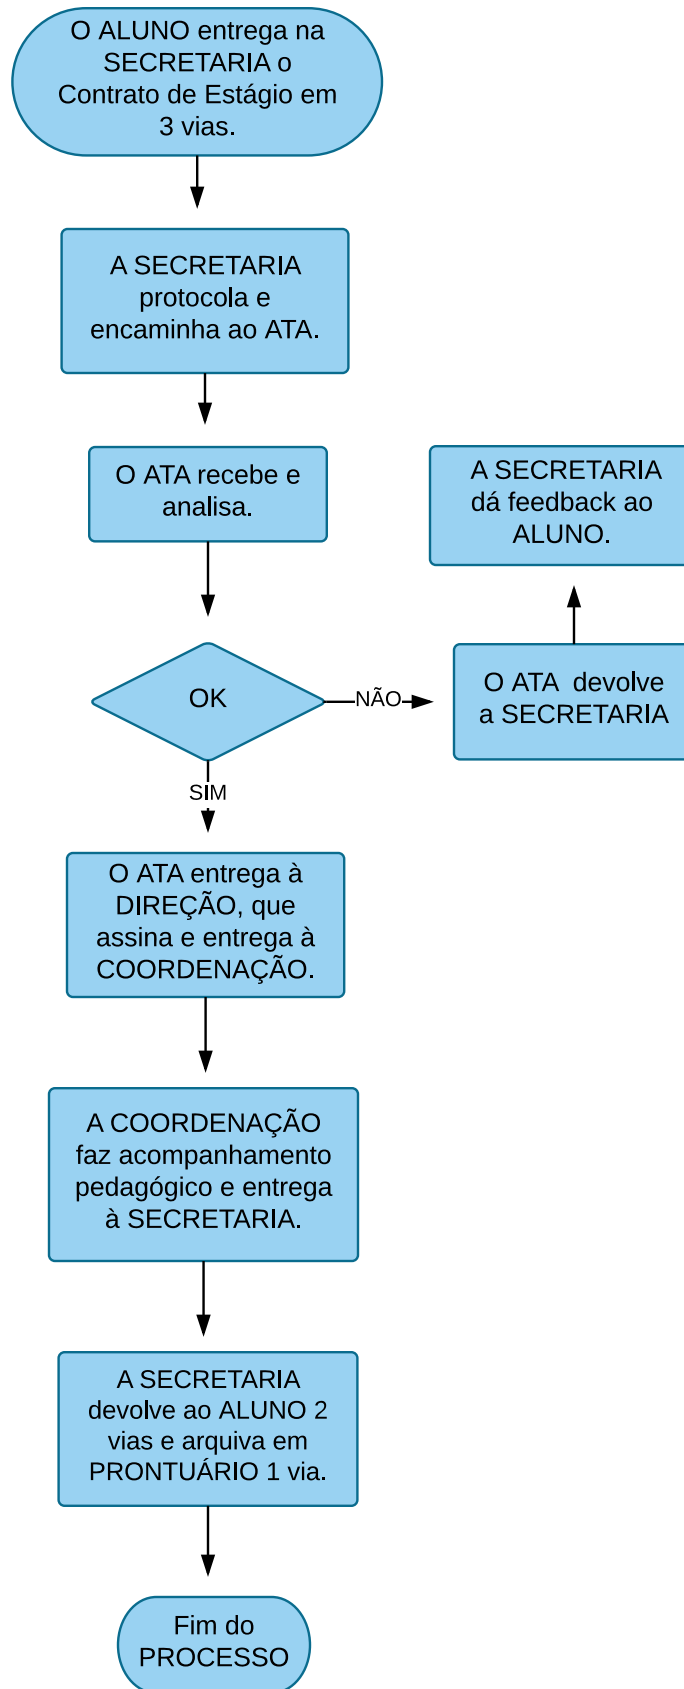 O ALUNO entrega na
SECRETARIA o
Contrato de Estágio em
3 vias.
A SECRETARIA
protocola e
encaminha ao ATA.
O ATA recebe e
analisa.
A SECRETARIA
dá feedback ao
ALUNO.
OK
NÃO
O ATA  devolve
a SECRETARIA
SIM
O ATA entrega à
DIREÇÃO, que
assina e entrega à
COORDENAÇÃO.
A COORDENAÇÃO
faz acompanhamento
pedagógico e entrega
à SECRETARIA.
A SECRETARIA
devolve ao ALUNO 2
vias e arquiva em
PRONTUÁRIO 1 via.
Fim do
PROCESSO